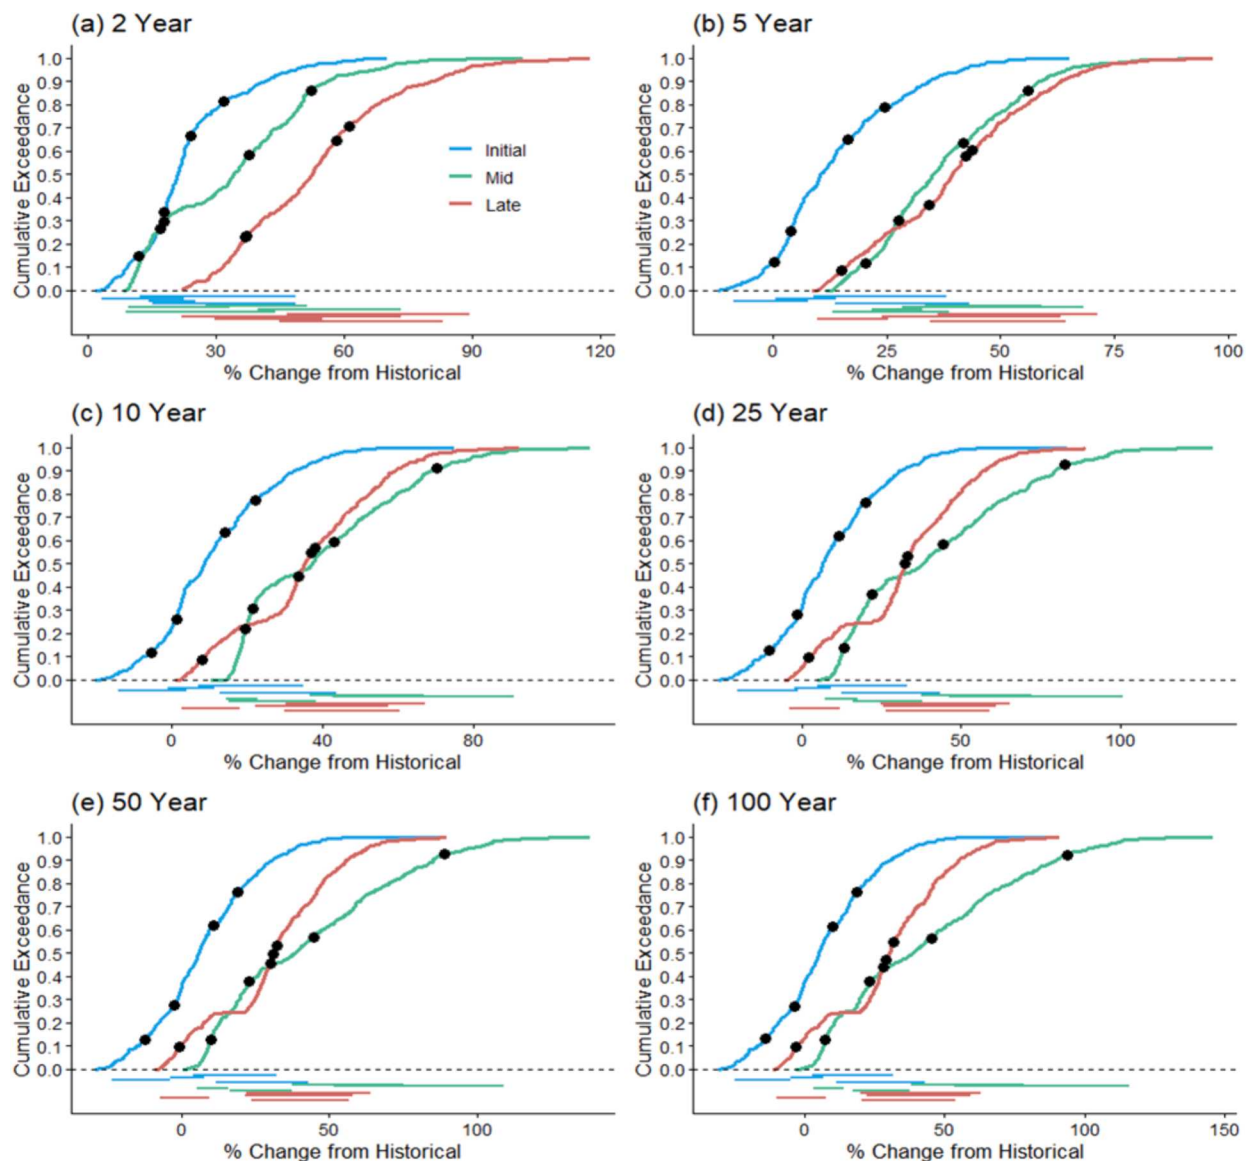 (a) 2 Year
Cumulative Exceedance
1.0
0.9
0.8
0.7
0.6
0.5
0.4
0.3
0.2
0.1
0.0
Initial
Mid
Late
0 30 60 90 120
% Change from Historical
(b) 5 Year
Cumulative Exceedance
1.0
0.9
0.8
0.7
0.6
0.5
0.4
0.3
0.2
0.1
0.0
0 25 50 75 100
% Change from Historical
(c) 10 Year
Cumulative Exceedance
1.0
0.9
0.8
0.7
0.6
0.5
0.4
0.3
0.2
0.1
0.0
0 40 80
% Change from Historical
(d) 25 Year
Cumulative Exceedance
1.0
0.9
0.8
0.7
0.6
0.5
0.4
0.3
0.2
0.1
0.0
0 50 100
% Change from Historical
(e) 50 Year
Cumulative Exceedance
1.0
0.9
0.8
0.7
0.6
0.5
0.4
0.3
0.2
0.1
0.0
0 50 100
% Change from Historical
(f) 100 Year
Cumulative Exceedance
1.0
0.9
0.8
0.7
0.6
0.5
0.4
0.3
0.2
0.1
0.0
0 50 100 150
% Change from Historical